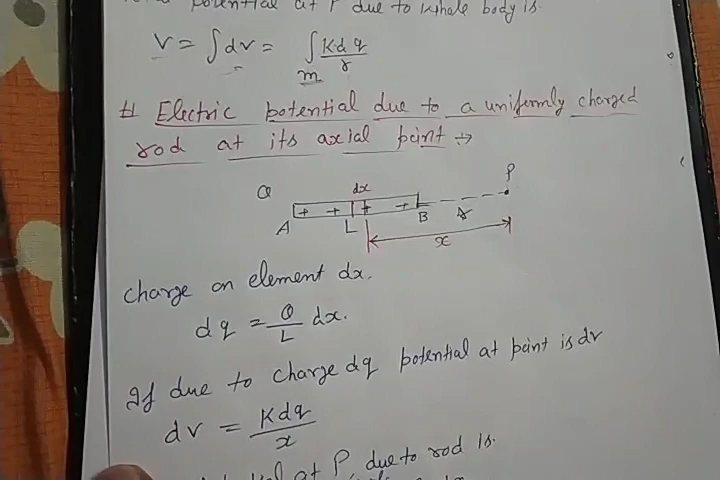 potential at P due to whole body is.
V = ∫dv = ∫ Kdq/r
m
# Electric potential due to a uniformly charged
rod at its axial point ÷
Q dx P
A + + L + + B r
x
charge on element dx.
dq = Q/L dx.
If due to charge dq potential at point is dv
dv = Kdq/x
at P due to rod is.